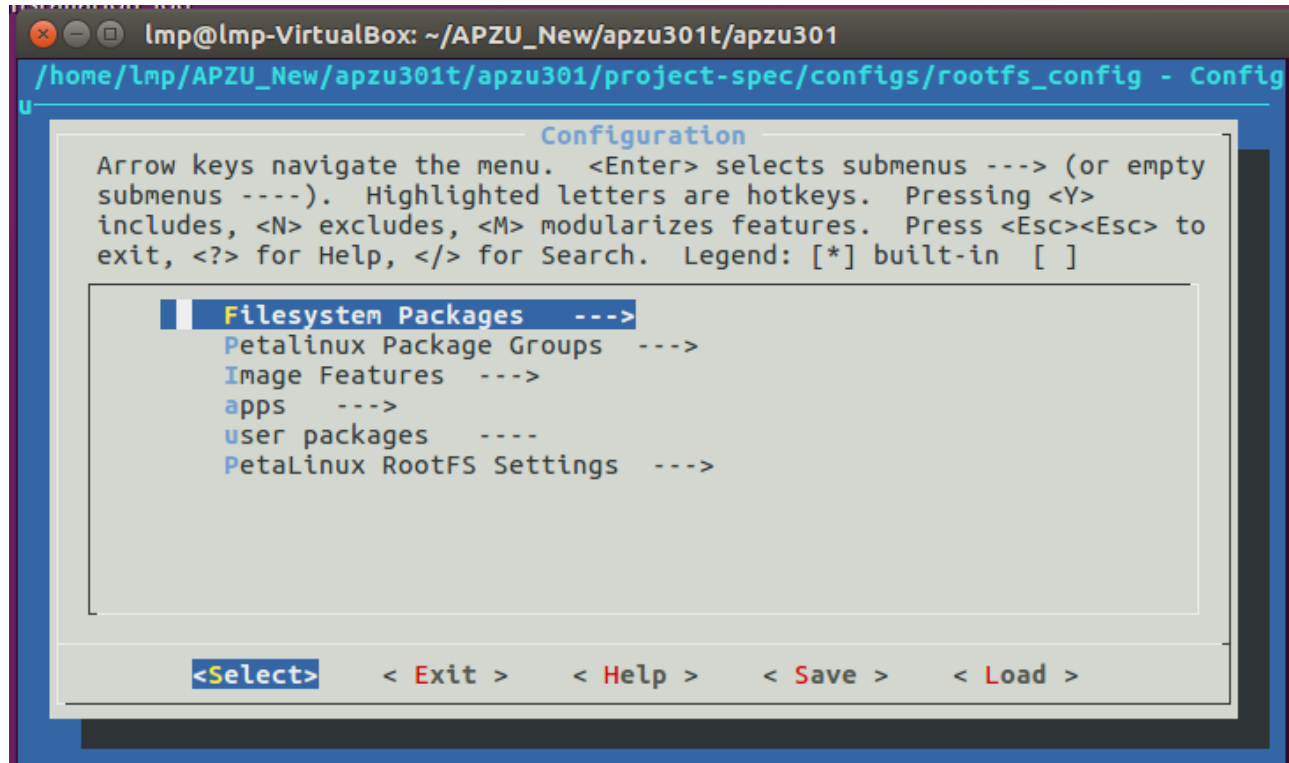 lmp@lmp-VirtualBox: ~/APZU_New/apzu301t/apzu301
/home/lmp/APZU_New/apzu301t/apzu301/project-spec/configs/rootfs_config - Config
u
Configuration
Arrow keys navigate the menu.  <Enter> selects submenus ---> (or empty
submenus ----).  Highlighted letters are hotkeys.  Pressing <Y>
includes, <N> excludes, <M> modularizes features.  Press <Esc><Esc> to
exit, <?> for Help, </> for Search.  Legend: [*] built-in  [ ]
Filesystem Packages   --->
Petalinux Package Groups  --->
Image Features  --->
apps   --->
user packages   ----
PetaLinux RootFS Settings  --->
<Select>    < Exit >    < Help >    < Save >    < Load >